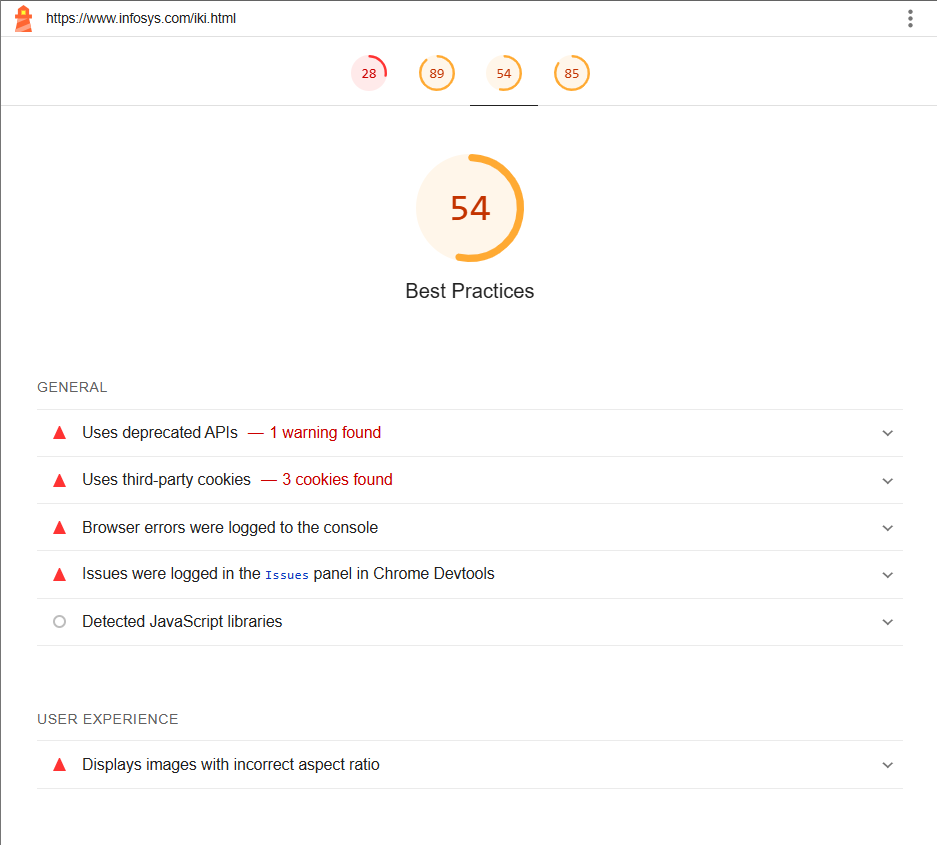 https://www.infosys.com/iki.html
28 89 54 85
54
Best Practices
GENERAL
Uses deprecated APIs — 1 warning found
Uses third-party cookies — 3 cookies found
Browser errors were logged to the console
Issues were logged in the Issues panel in Chrome Devtools
Detected JavaScript libraries
USER EXPERIENCE
Displays images with incorrect aspect ratio